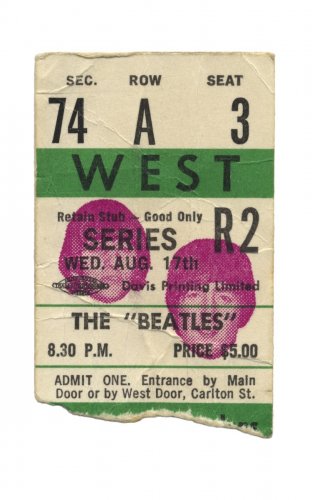 SEC. ROW SEAT
74 A 3
WEST
Retain Stub – Good Only
SERIES R2
WED. AUG. 17th
Davis Printing Limited
THE "BEATLES"
8.30 P.M. PRICE $5.00
ADMIT ONE. Entrance by Main
Door or by West Door, Carlton St.